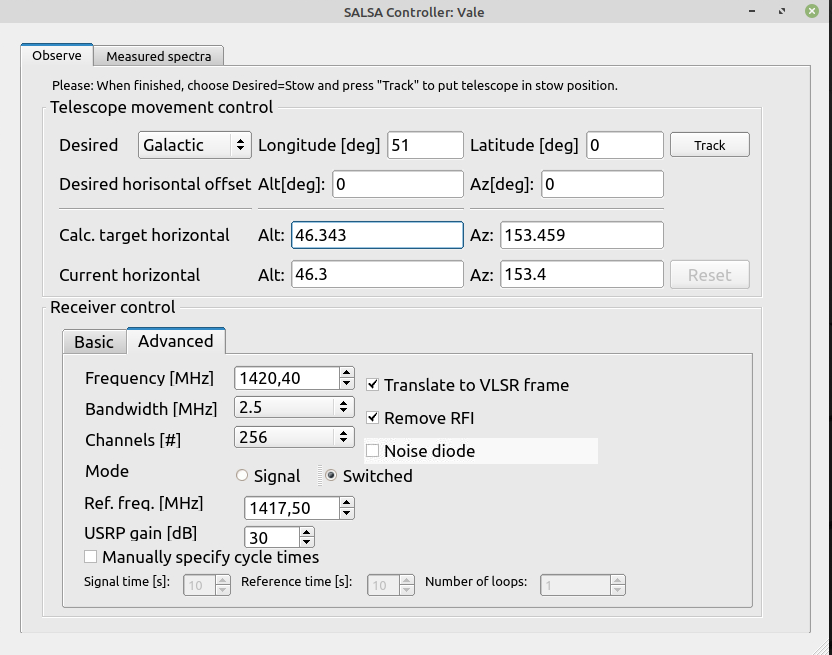 SALSA Controller: Vale
Observe Measured spectra
Please: When finished, choose Desired=Stow and press "Track" to put telescope in stow position.
Telescope movement control
Desired Galactic Longitude [deg] 51 Latitude [deg] 0 Track
Desired horisontal offset Alt[deg]: 0 Az[deg]: 0
Calc. target horizontal Alt: 46.343 Az: 153.459
Current horizontal Alt: 46.3 Az: 153.4 Reset
Receiver control
Basic Advanced
Frequency [MHz] 1420,40 Translate to VLSR frame
Bandwidth [MHz] 2.5 Remove RFI
Channels [#] 256 Noise diode
Mode Signal Switched
Ref. freq. [MHz] 1417,50
USRP gain [dB] 30
Manually specify cycle times
Signal time [s]: 10 Reference time [s]: 10 Number of loops: 1